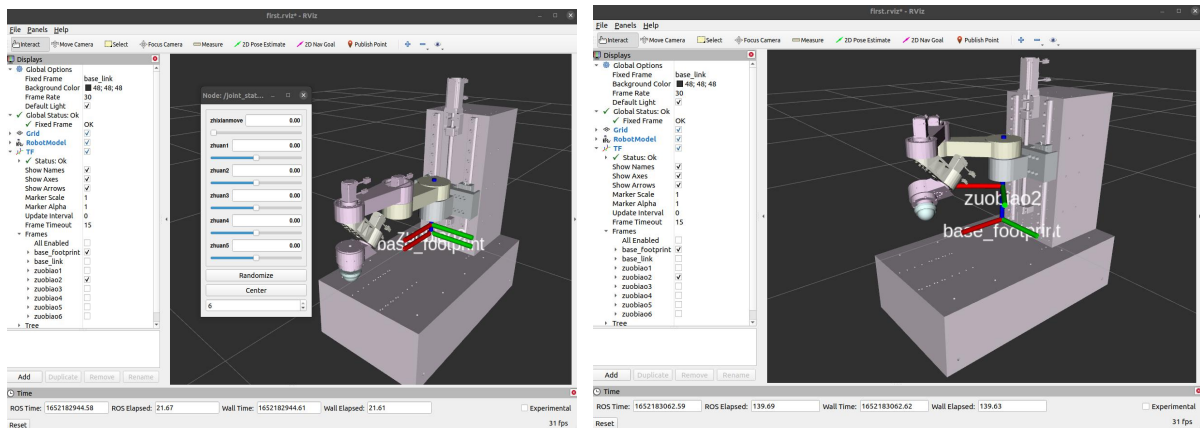 first.rviz* - RViz
File Panels Help
Interact Move Camera Select Focus Camera Measure 2D Pose Estimate 2D Nav Goal Publish Point
Displays
Global Options
Fixed Frame base_link
Background Color 48; 48; 48
Frame Rate 30
Default Light
Global Status: Ok
Fixed Frame OK
Grid
RobotModel
TF
Status: Ok
Show Names
Show Axes
Show Arrows
Marker Scale 1
Marker Alpha 1
Update Interval 0
Frame Timeout 15
Frames
All Enabled
base_footprint
base_link
zuobiao1
zuobiao2
zuobiao3
zuobiao4
zuobiao5
zuobiao6
Tree
Add Duplicate Remove Rename
Node: /joint_stat...
zhixianmove 0.00
zhuan1 0.00
zhuan2 0.00
zhuan3 0.00
zhuan4 0.00
zhuan5 0.00
Randomize
Center
6
Time
ROS Time: 1652182944.58 ROS Elapsed: 21.67 Wall Time: 1652182944.61 Wall Elapsed: 21.61 Experimental
Reset 31 fps
first.rviz* - RViz
File Panels Help
Interact Move Camera Select Focus Camera Measure 2D Pose Estimate 2D Nav Goal Publish Point
Displays
Global Options
Fixed Frame base_link
Background Color 48; 48; 48
Frame Rate 30
Default Light
Global Status: Ok
Fixed Frame OK
Grid
RobotModel
TF
Status: Ok
Show Names
Show Axes
Show Arrows
Marker Scale 1
Marker Alpha 1
Update Interval 0
Frame Timeout 15
Frames
All Enabled
base_footprint
base_link
zuobiao1
zuobiao2
zuobiao3
zuobiao4
zuobiao5
zuobiao6
Tree
Add Duplicate Remove Rename
zuobiao2
base_footprint
Time
ROS Time: 1652183062.59 ROS Elapsed: 139.69 Wall Time: 1652183062.62 Wall Elapsed: 139.63 Experimental
Reset 31 fps